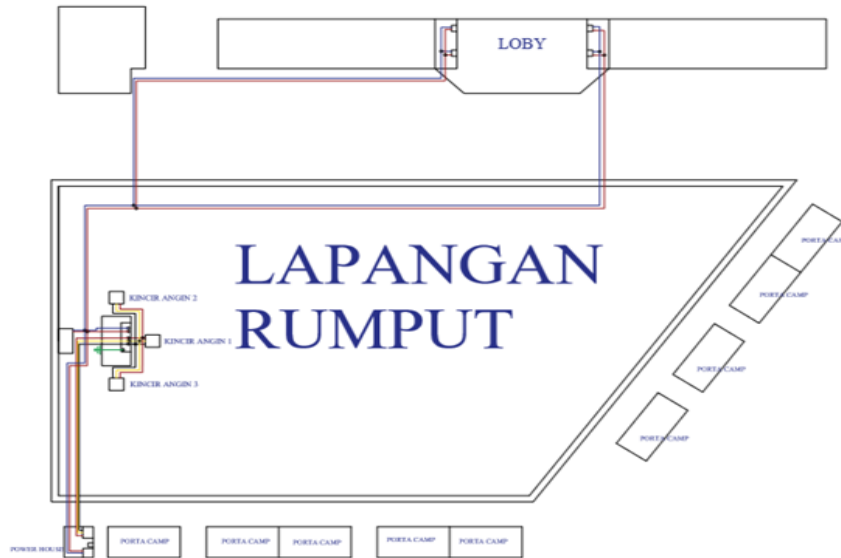 LOBY
LAPANGAN
RUMPUT
PORTA CAMP
PORTA CAMP
KINCIR ANGIN 2
KINCIR ANGIN 1
PORTA CAMP
KINCIR ANGIN 3
PORTA CAMP
POWER HOUSE
PORTA CAMP
PORTA CAMP
PORTA CAMP
PORTA CAMP
PORTA CAMP